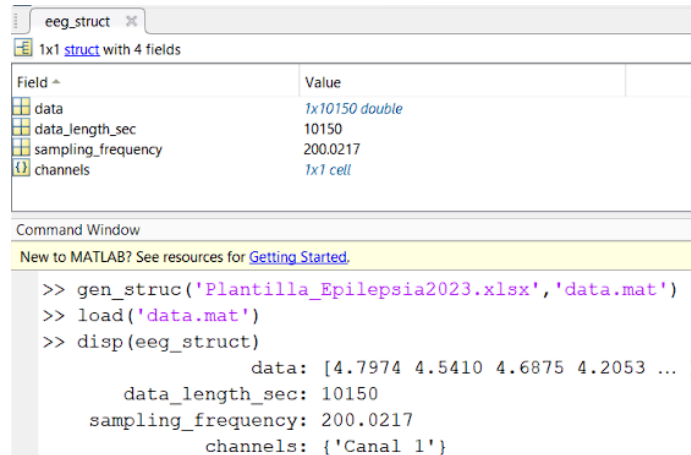 eeg_struct
1x1 struct with 4 fields
Field Value
data 1x10150 double
data_length_sec 10150
sampling_frequency 200.0217
channels 1x1 cell
Command Window
New to MATLAB? See resources for Getting Started.
>> gen_struc('Plantilla_Epilepsia2023.xlsx','data.mat')
>> load('data.mat')
>> disp(eeg_struct)
data: [4.7974 4.5410 4.6875 4.2053 …
data_length_sec: 10150
sampling_frequency: 200.0217
channels: {'Canal 1'}